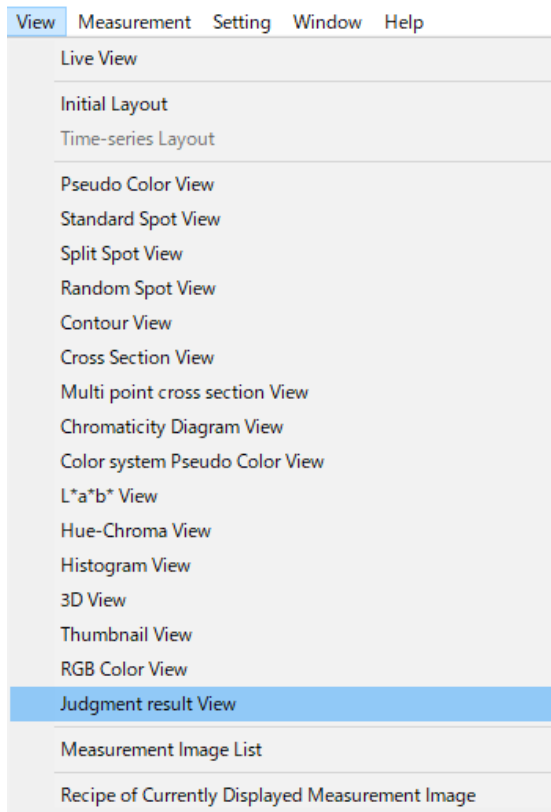 View Measurement Setting Window Help
Live View
Initial Layout
Time-series Layout
Pseudo Color View
Standard Spot View
Split Spot View
Random Spot View
Contour View
Cross Section View
Multi point cross section View
Chromaticity Diagram View
Color system Pseudo Color View
L*a*b* View
Hue-Chroma View
Histogram View
3D View
Thumbnail View
RGB Color View
Judgment result View
Measurement Image List
Recipe of Currently Displayed Measurement Image